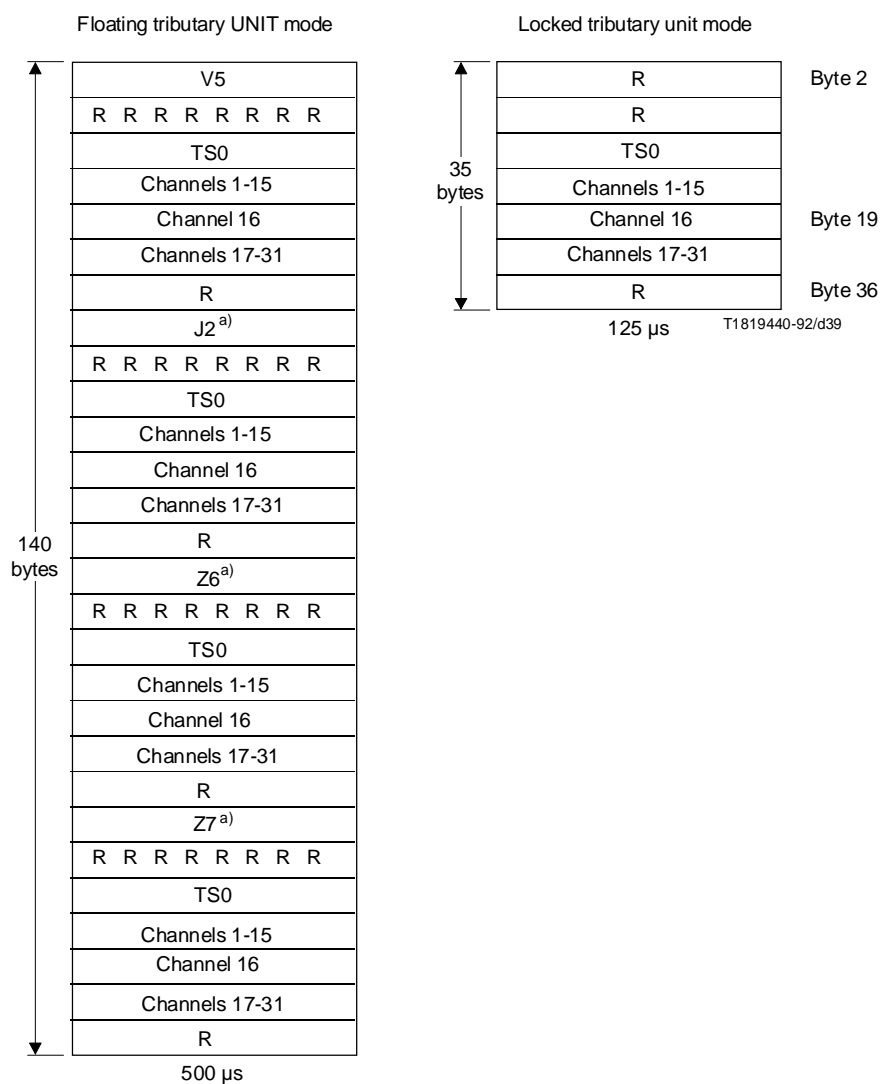 Floating tributary UNIT mode
V5
R R R R R R R R
TS0
Channels 1-15
Channel 16
Channels 17-31
R
J2 a)
R R R R R R R R
TS0
Channels 1-15
Channel 16
Channels 17-31
R
Z6 a)
R R R R R R R R
TS0
Channels 1-15
Channel 16
Channels 17-31
R
Z7 a)
R R R R R R R R
TS0
Channels 1-15
Channel 16
Channels 17-31
R
140
bytes
500 µs
Locked tributary unit mode
R
Byte 2
R
TS0
Channels 1-15
Channel 16
Byte 19
Channels 17-31
R
Byte 36
35
bytes
125 µs
T1819440-92/d39